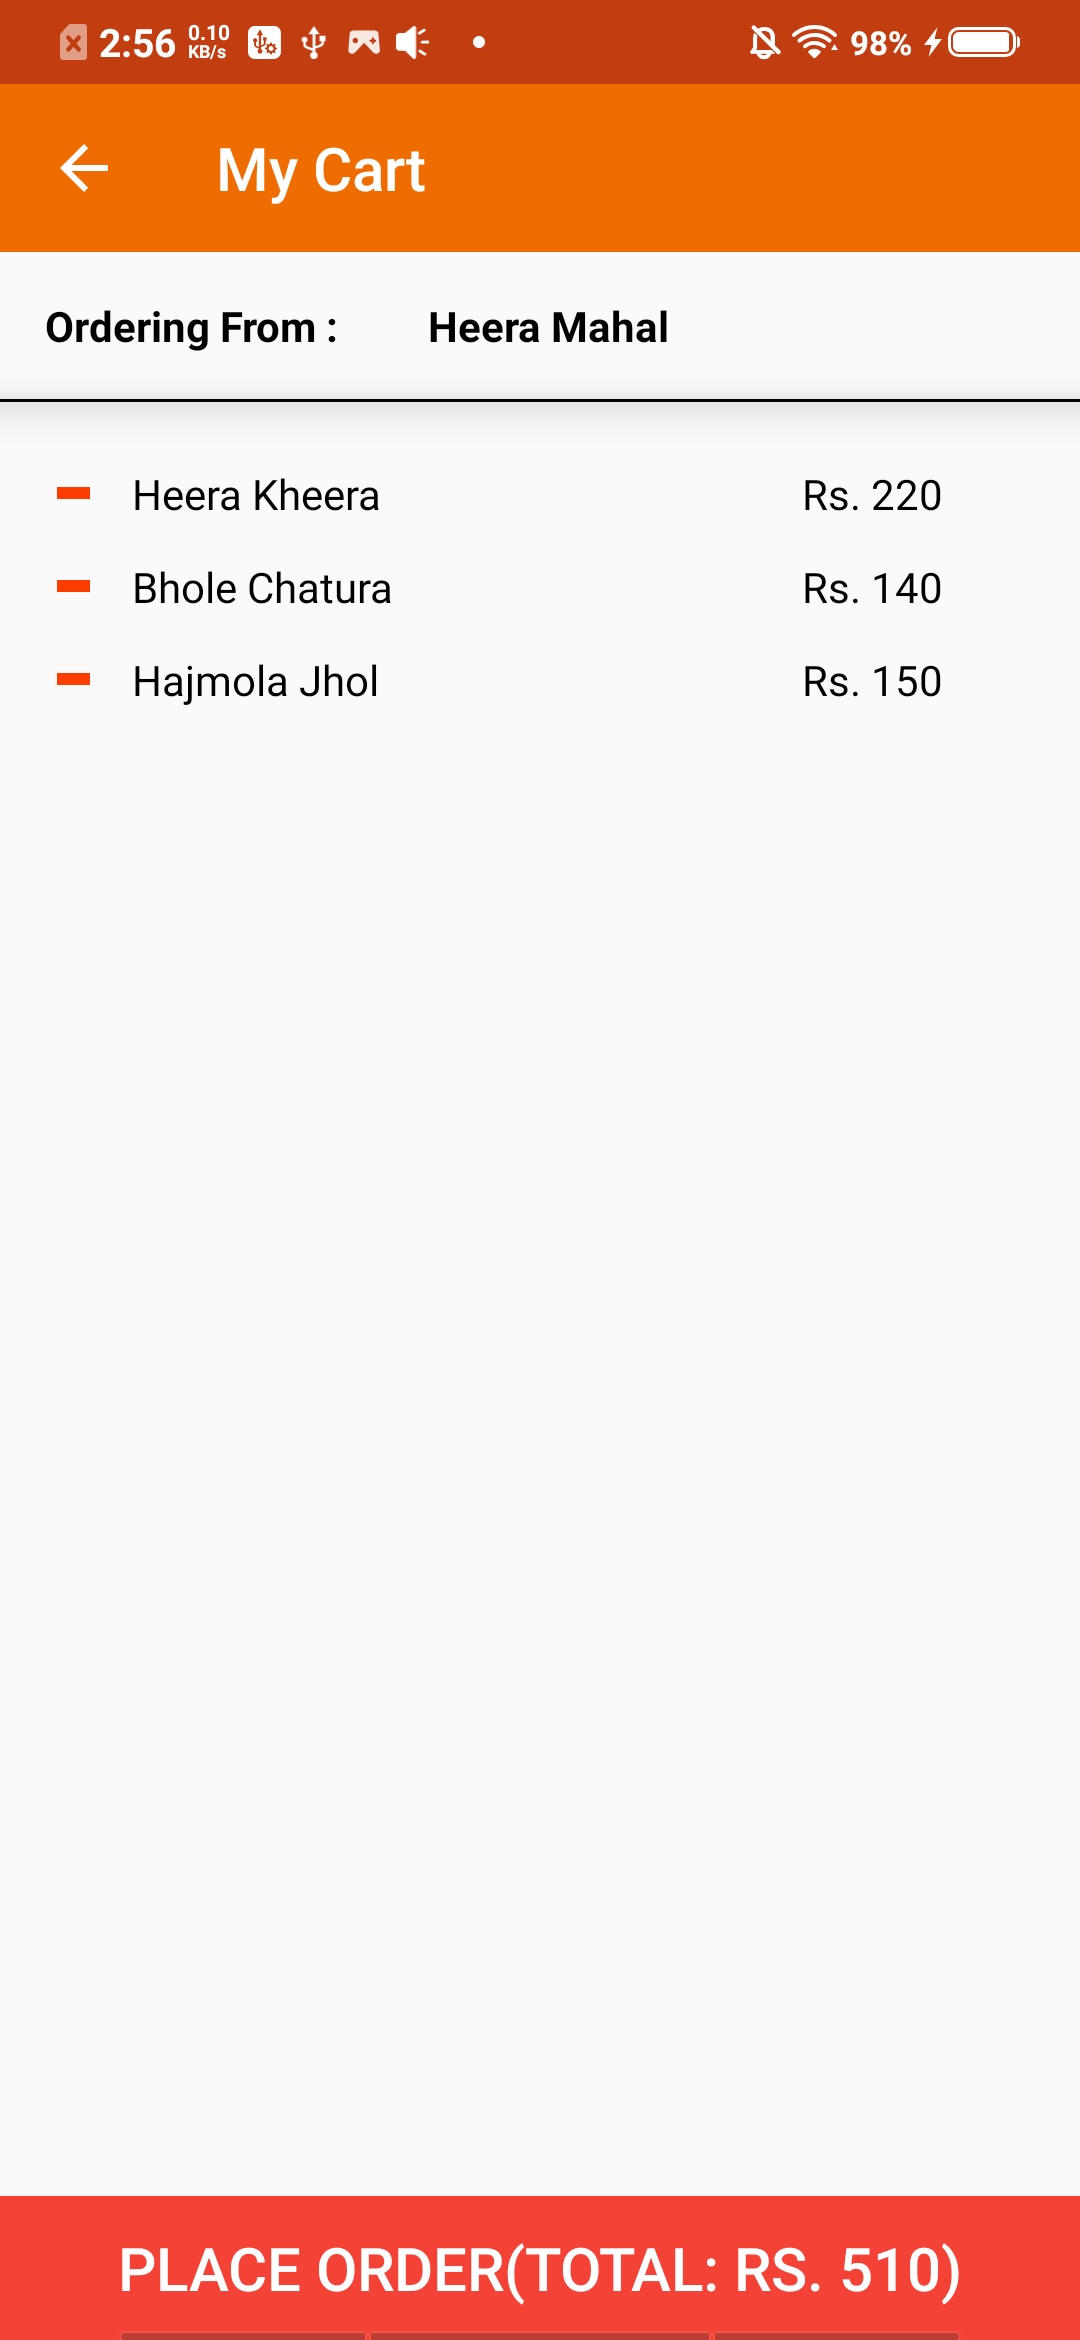 2:56 0.10 KB/s 98%
My Cart
Ordering From : Heera Mahal
Heera Kheera Rs. 220
Bhole Chatura Rs. 140
Hajmola Jhol Rs. 150
PLACE ORDER(TOTAL: RS. 510)